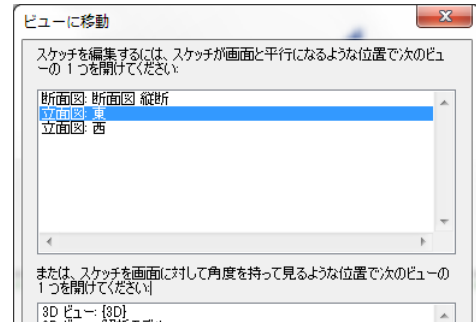 ビューに移動
スケッチを編集するには、スケッチが画面と平行になるような位置で次のビュ
ーの 1 つを開けてください:
断面図: 断面図 縦断
立面図: 東
立面図: 西
または、スケッチを画面に対して角度を持って見るような位置で次のビューの
1 つを開けてください:
3D ビュー: {3D}